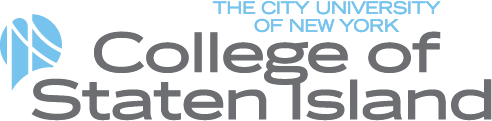 THE CITY UNIVERSITY
OF NEW YORK
College of
Staten Island